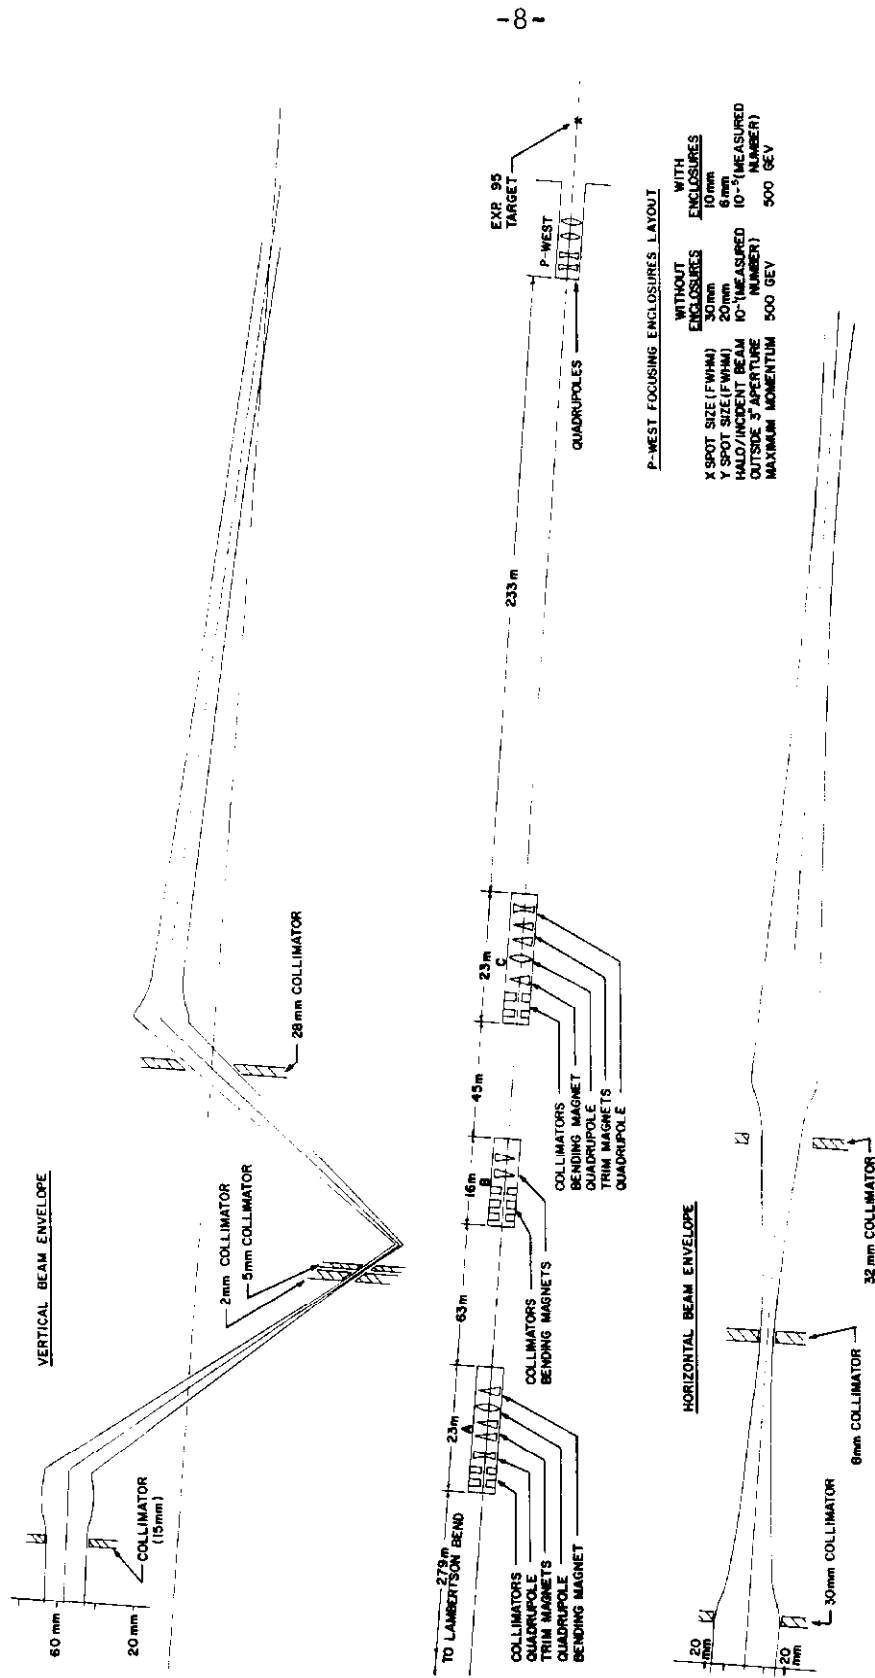 -8-
VERTICAL BEAM ENVELOPE
60 mm
20 mm
COLLIMATOR
(15mm)
2mm COLLIMATOR
5mm COLLIMATOR
28mm COLLIMATOR
TO LAMBERTSON BEND
279m
23m
A
63m
16m
B
45m
23m
C
233m
P-WEST
EXP. 95
TARGET
COLLIMATORS
QUADRUPOLE
TRIM MAGNETS
QUADRUPOLE
BENDING MAGNET
COLLIMATORS
BENDING MAGNETS
COLLIMATORS
BENDING MAGNET
QUADRUPOLE
TRIM MAGNETS
QUADRUPOLE
QUADRUPOLES
P-WEST FOCUSING ENCLOSURES LAYOUT
WITHOUT ENCLOSURES WITH ENCLOSURES
X SPOT SIZE (FWHM) 30mm 10mm
Y SPOT SIZE (FWHM) 20mm 6mm
HALO/INCIDENT BEAM OUTSIDE 3" APERTURE 10⁻¹(MEASURED NUMBER) 10⁻⁵(MEASURED NUMBER)
MAXIMUM MOMENTUM 500 GEV 500 GEV
HORIZONTAL BEAM ENVELOPE
20 mm
20 mm
30mm COLLIMATOR
8mm COLLIMATOR
32 mm COLLIMATOR